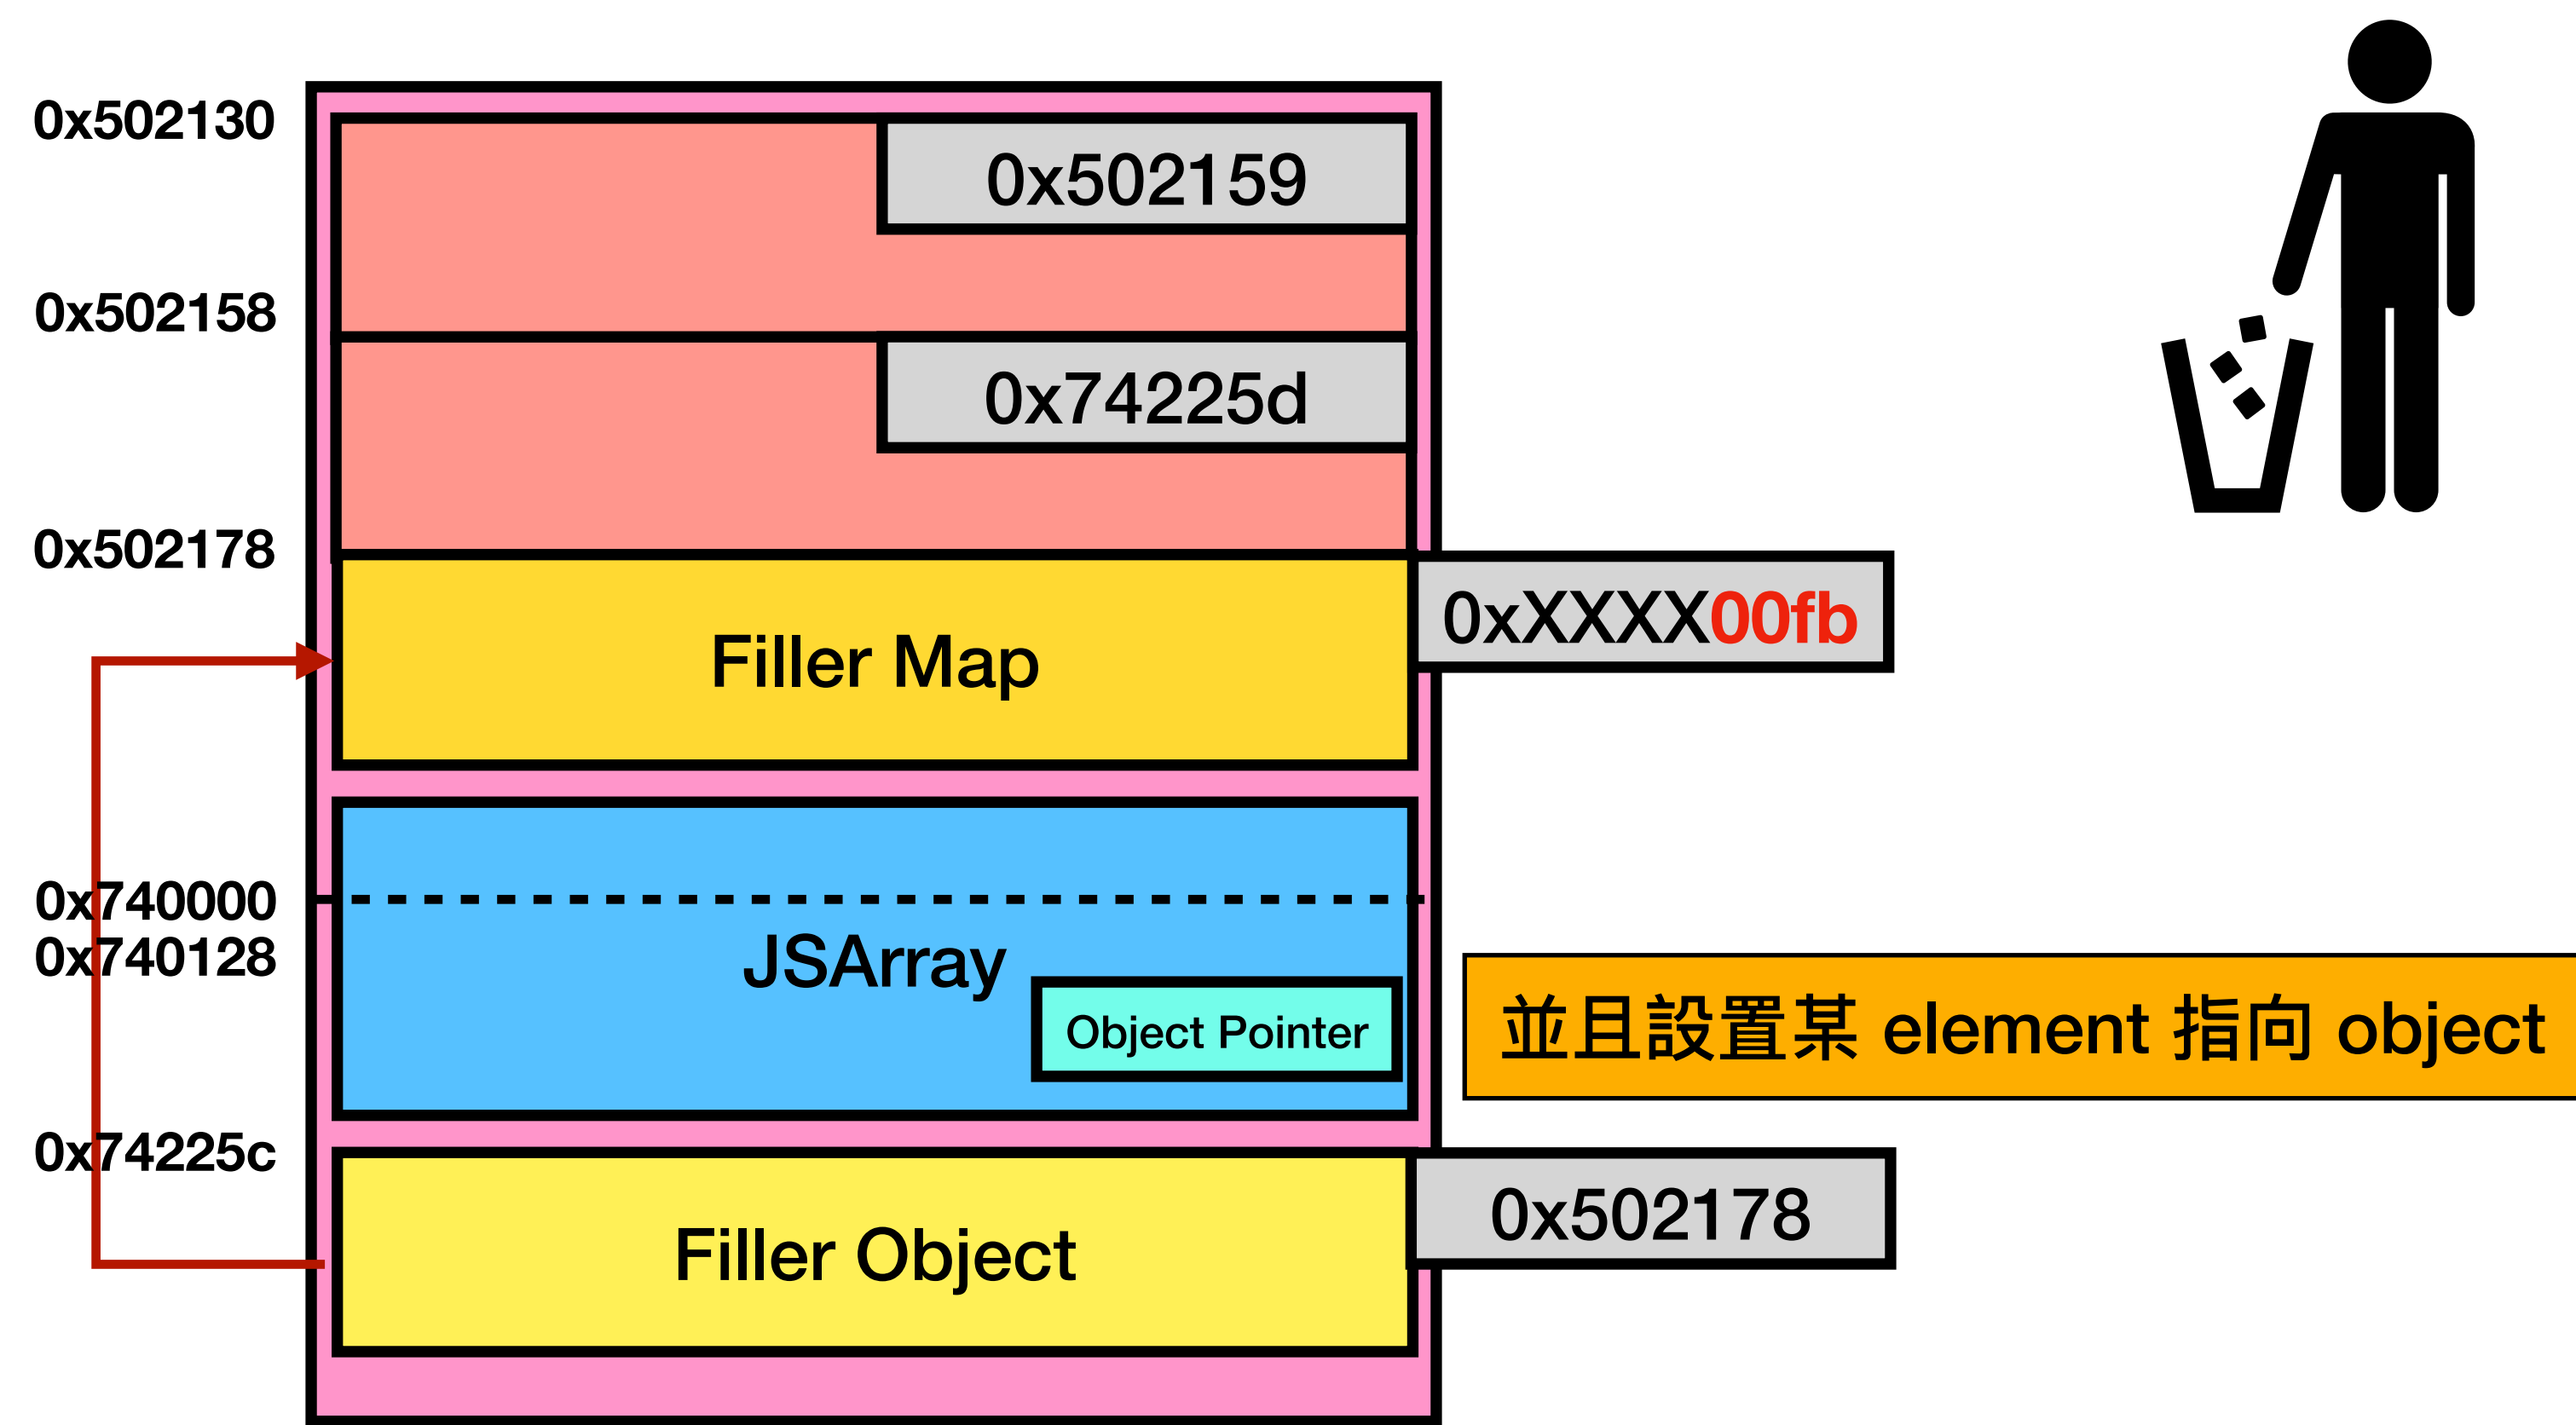 0x502130
0x502159
0x502158
0x74225d
0x502178
0xXXXX00fb
Filler Map
0x740000
0x740128
JSArray
Object Pointer
並且設置某 element 指向 object
0x74225c
0x502178
Filler Object